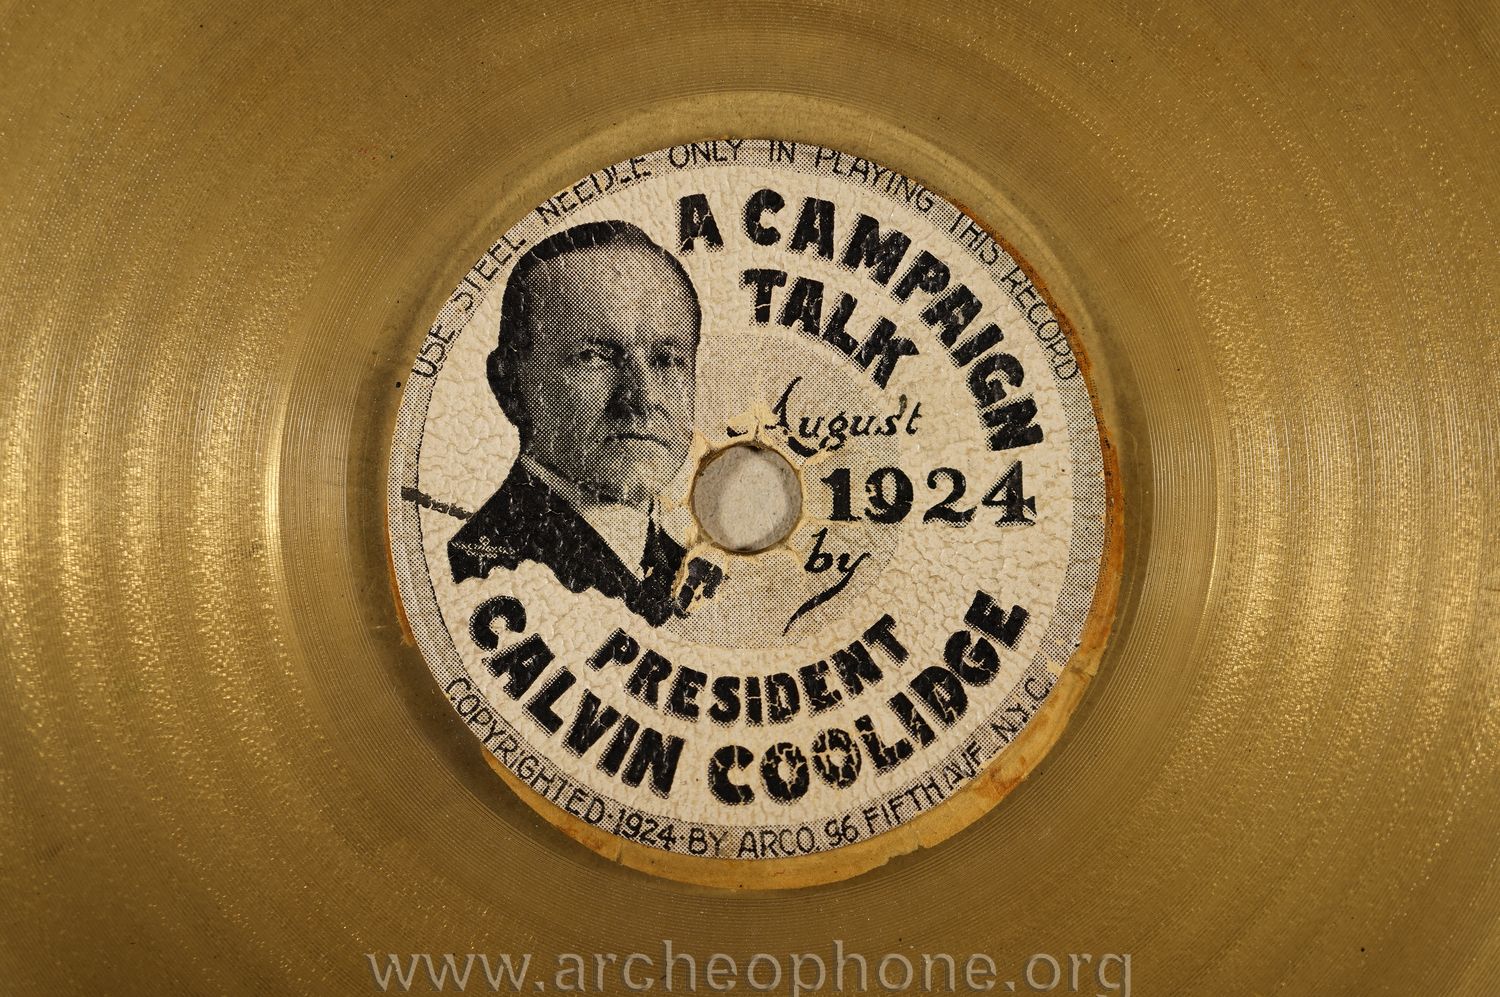 USE STEEL NEEDLE ONLY IN PLAYING THIS RECORD
A CAMPAIGN
TALK
August
1924
by
PRESIDENT
CALVIN COOLIDGE
COPYRIGHTED·1924·BY ARCO. 96 FIFTH AVE N.Y.C.
www.archeophone.org